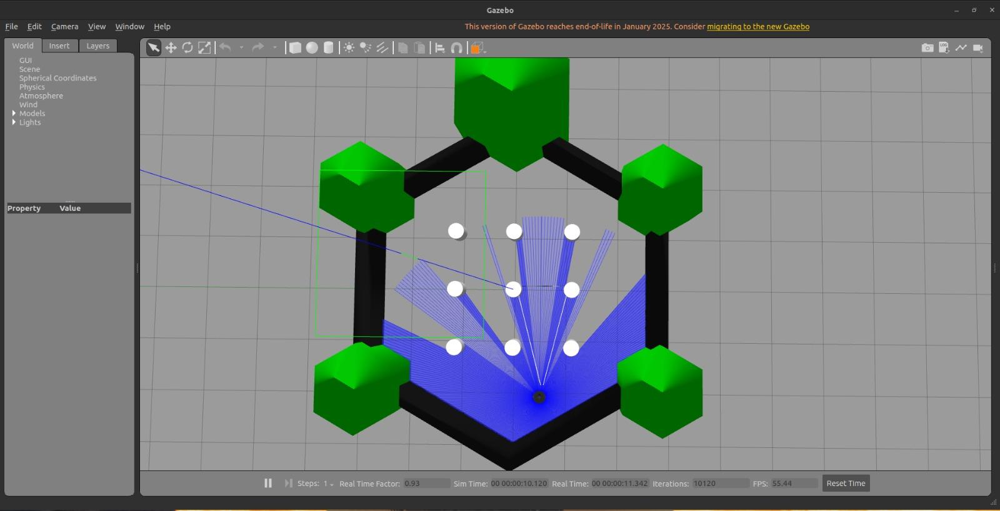 Gazebo
File Edit Camera View Window Help
This version of Gazebo reaches end-of-life in January 2025. Consider migrating to the new Gazebo
World Insert Layers
GUI
Scene
Spherical Coordinates
Physics
Atmosphere
Wind
Models
Lights
Property Value
LOG
Steps: 1 Real Time Factor: 0.93 Sim Time: 00 00:00:10.120 Real Time: 00 00:00:11.342 Iterations: 10120 FPS: 55.44 Reset Time